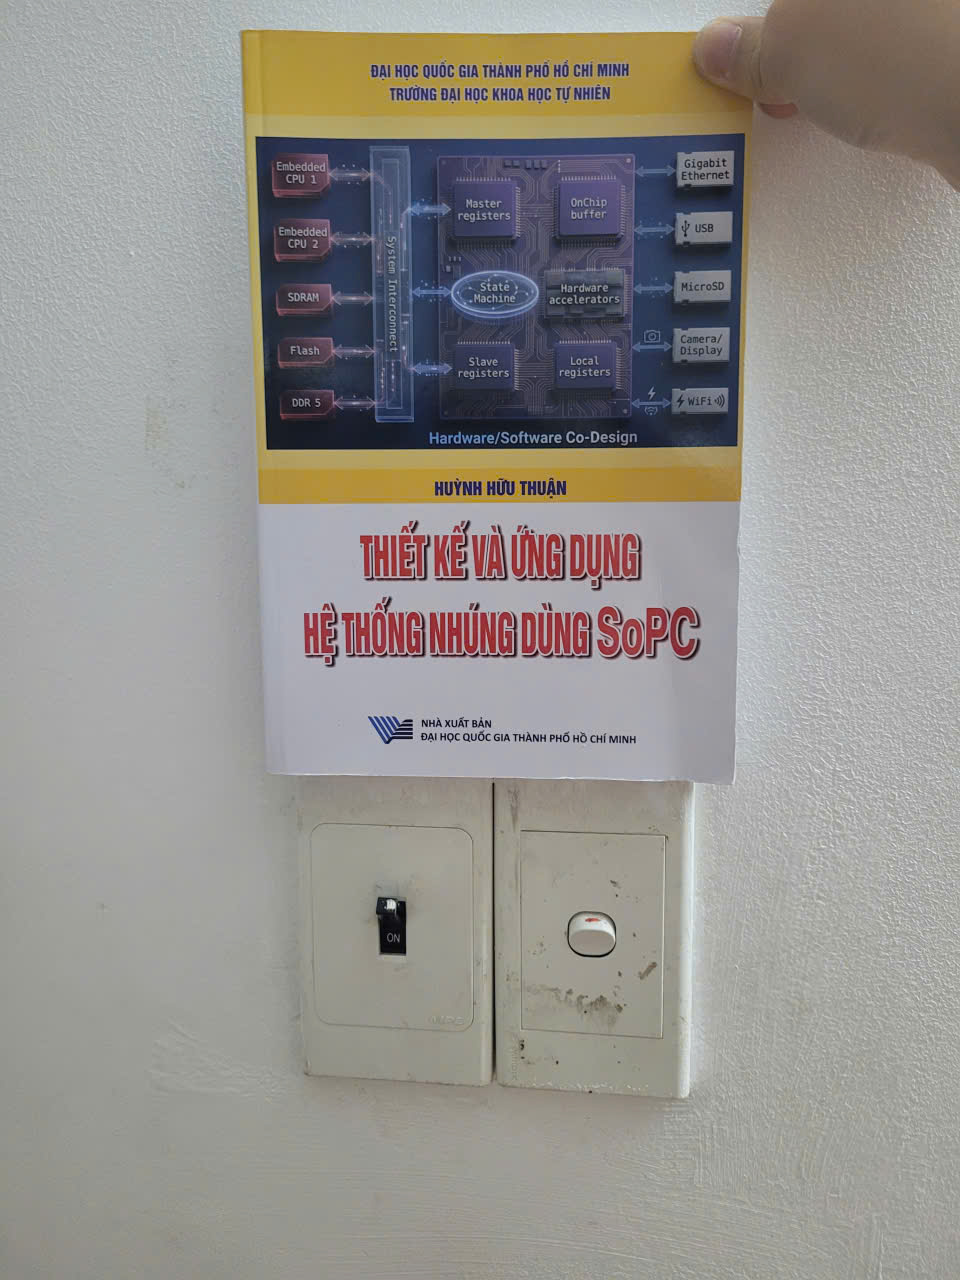 ĐẠI HỌC QUỐC GIA THÀNH PHỐ HỒ CHÍ MINH
TRƯỜNG ĐẠI HỌC KHOA HỌC TỰ NHIÊN
Embedded
CPU 1
Embedded
CPU 2
SDRAM
Flash
DDR 5
System Interconnect
Master
registers
OnChip
buffer
State
Machine
Hardware
accelerators
Slave
registers
Local
registers
Gigabit
Ethernet
USB
MicroSD
Camera/
Display
WiFi
Hardware/Software Co-Design
HUỲNH HỮU THUẬN
THIẾT KẾ VÀ ỨNG DỤNG
HỆ THỐNG NHÚNG DÙNG SoPC
NHÀ XUẤT BẢN
ĐẠI HỌC QUỐC GIA THÀNH PHỐ HỒ CHÍ MINH
ON